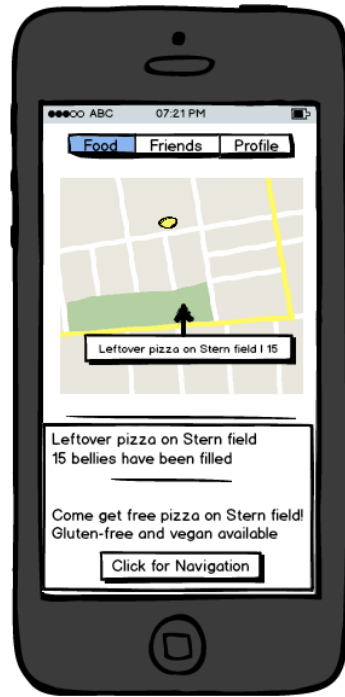 ABC 07:21 PM
Food Friends Profile
Leftover pizza on Stern field | 15
Leftover pizza on Stern field
15 bellies have been filled
Come get free pizza on Stern field!
Gluten-free and vegan available
Click for Navigation